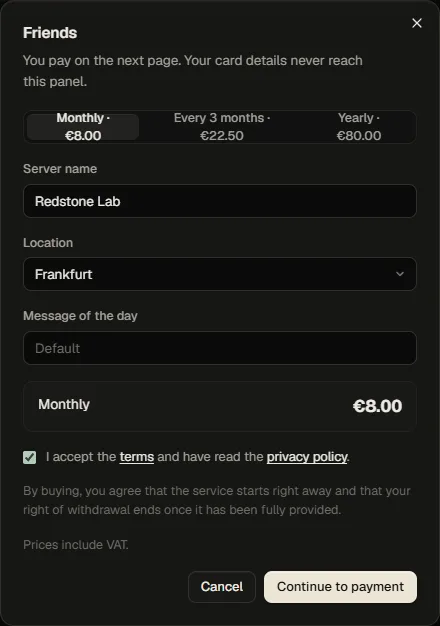 Friends
You pay on the next page. Your card details never reach
this panel.
Monthly ·
€8.00
Every 3 months ·
€22.50
Yearly ·
€80.00
Server name
Redstone Lab
Location
Frankfurt
Message of the day
Default
Monthly
€8.00
I accept the terms and have read the privacy policy.
By buying, you agree that the service starts right away and that your
right of withdrawal ends once it has been fully provided.
Prices include VAT.
Cancel
Continue to payment